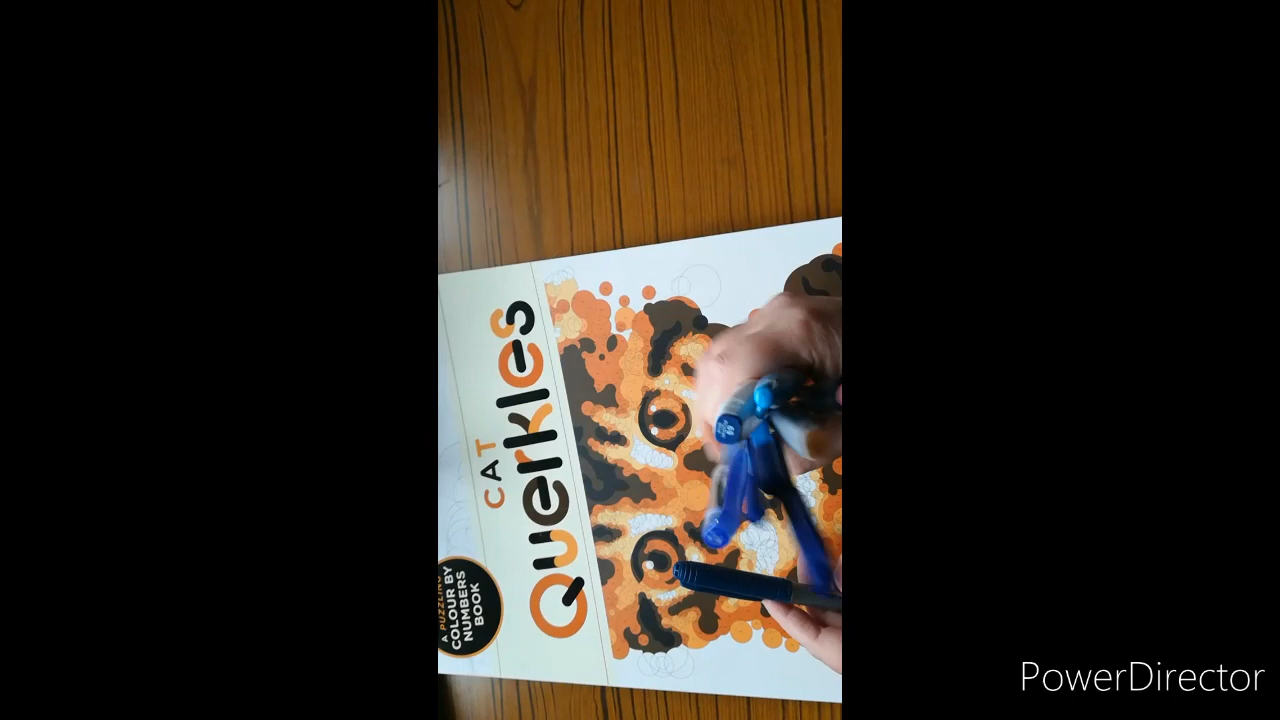 CAT
Querkles
A PUZZLING
COLOUR BY
NUMBERS
BOOK
PowerDirector